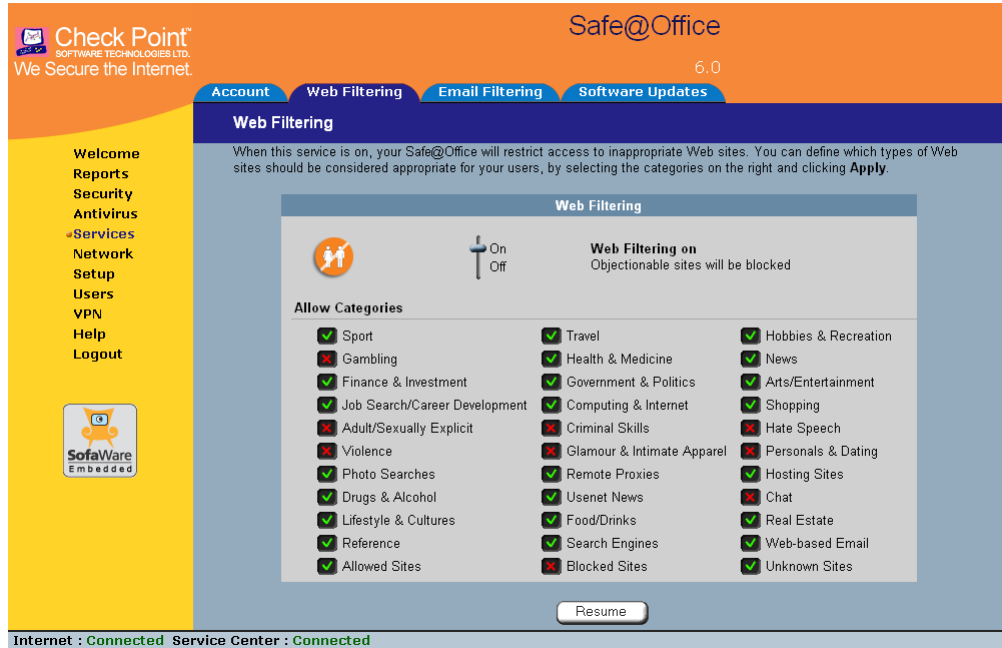 Check Point™
SOFTWARE TECHNOLOGIES LTD.
We Secure the Internet.
Safe@Office
6.0
Account Web Filtering Email Filtering Software Updates
Web Filtering
Welcome
Reports
Security
Antivirus
Services
Network
Setup
Users
VPN
Help
Logout
SofaWare
Embedded
When this service is on, your Safe@Office will restrict access to inappropriate Web sites. You can define which types of Web
sites should be considered appropriate for your users, by selecting the categories on the right and clicking Apply.
Web Filtering
On
Off
Web Filtering on
Objectionable sites will be blocked
Allow Categories
Sport Travel Hobbies & Recreation
Gambling Health & Medicine News
Finance & Investment Government & Politics Arts/Entertainment
Job Search/Career Development Computing & Internet Shopping
Adult/Sexually Explicit Criminal Skills Hate Speech
Violence Glamour & Intimate Apparel Personals & Dating
Photo Searches Remote Proxies Hosting Sites
Drugs & Alcohol Usenet News Chat
Lifestyle & Cultures Food/Drinks Real Estate
Reference Search Engines Web-based Email
Allowed Sites Blocked Sites Unknown Sites
Resume
Internet : Connected Service Center : Connected